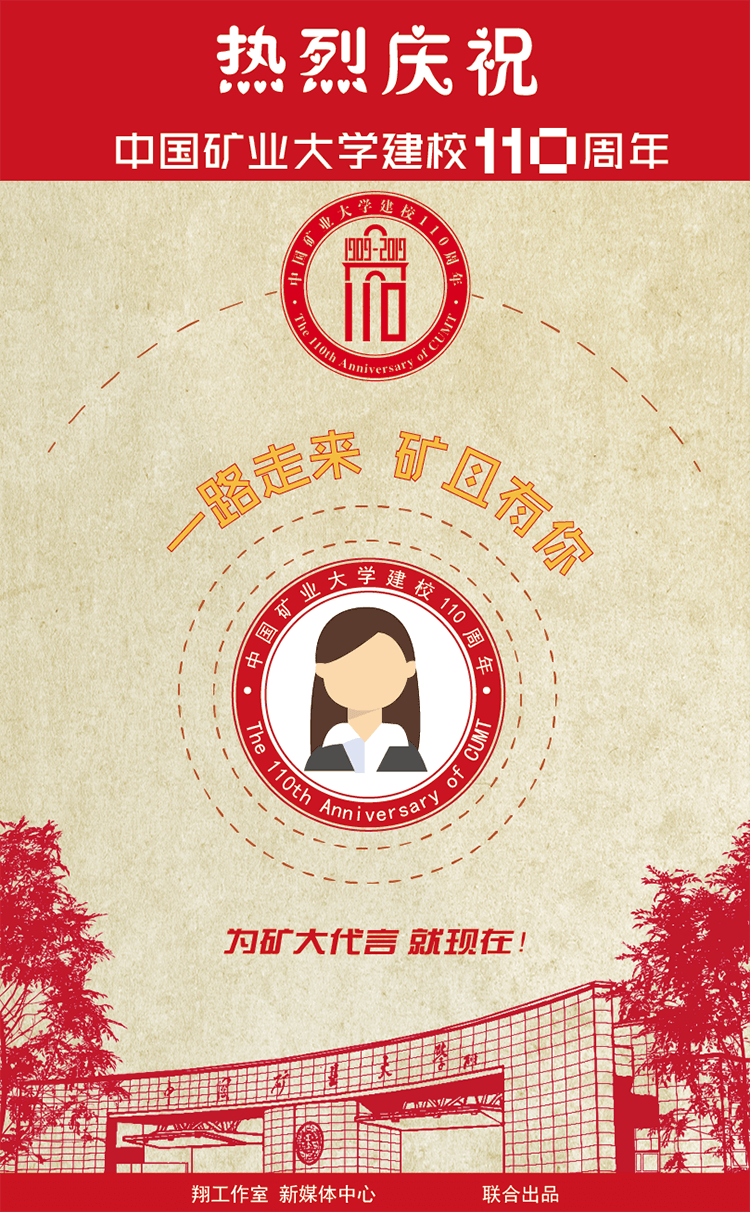 热烈庆祝
中国矿业大学建校110周年
中国矿业大学建校110周年
1909-2019
110
The 110th Anniversary of CUMT
一路走来 矿且有你
中国矿业大学建校110周年
The 110th Anniversary of CUMT
为矿大代言 就现在!
中国矿业大学
翔工作室 新媒体中心 联合出品